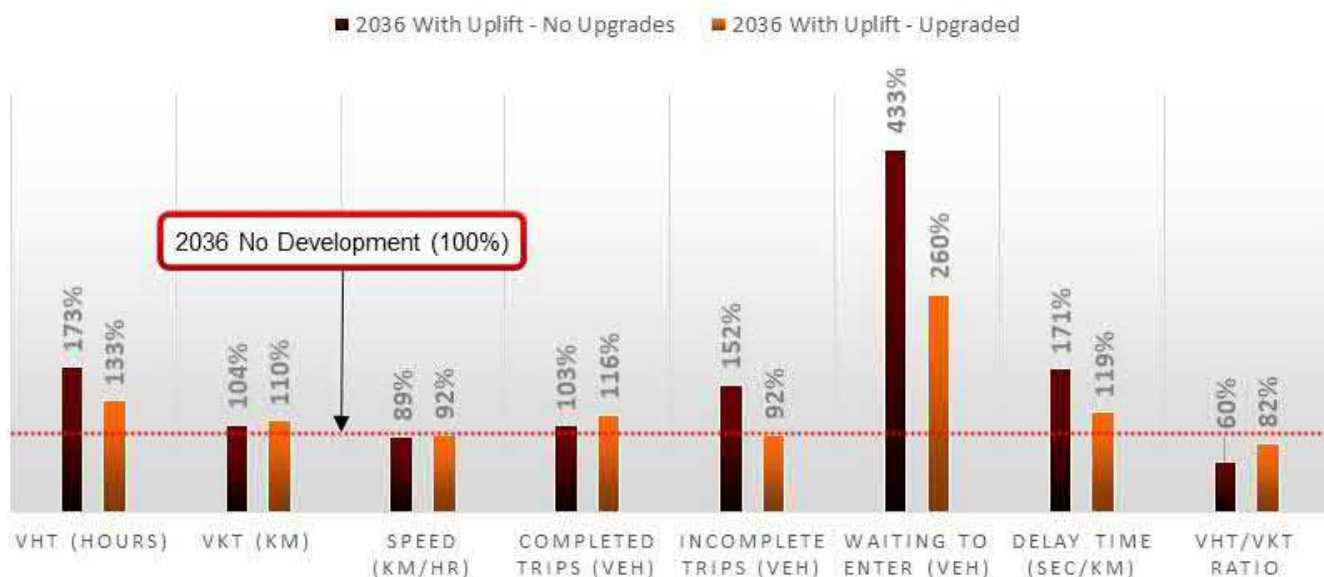 2036 With Uplift - No Upgrades 2036 With Uplift - Upgraded
2036 No Development (100%)
173%
133%
104%
110%
89%
92%
103%
116%
152%
92%
433%
260%
171%
119%
60%
82%
VHT (HOURS)
VKT (KM)
SPEED
(KM/HR)
COMPLETED
TRIPS (VEH)
INCOMPLETE
TRIPS (VEH)
WAITING TO
ENTER (VEH)
DELAY TIME
(SEC/KM)
VHT/VKT
RATIO